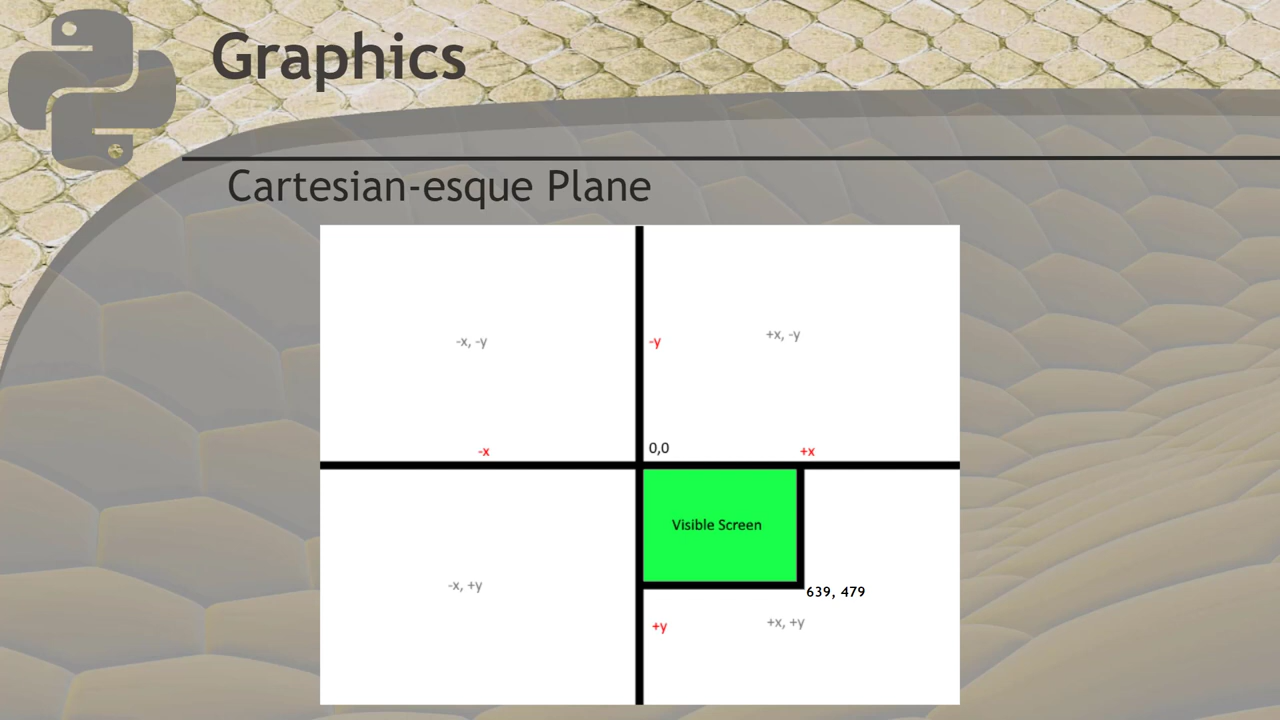 Graphics
Cartesian-esque Plane
-x, -y
-y
+x, -y
-x
0,0
+x
Visible Screen
-x, +y
639, 479
+y
+x, +y